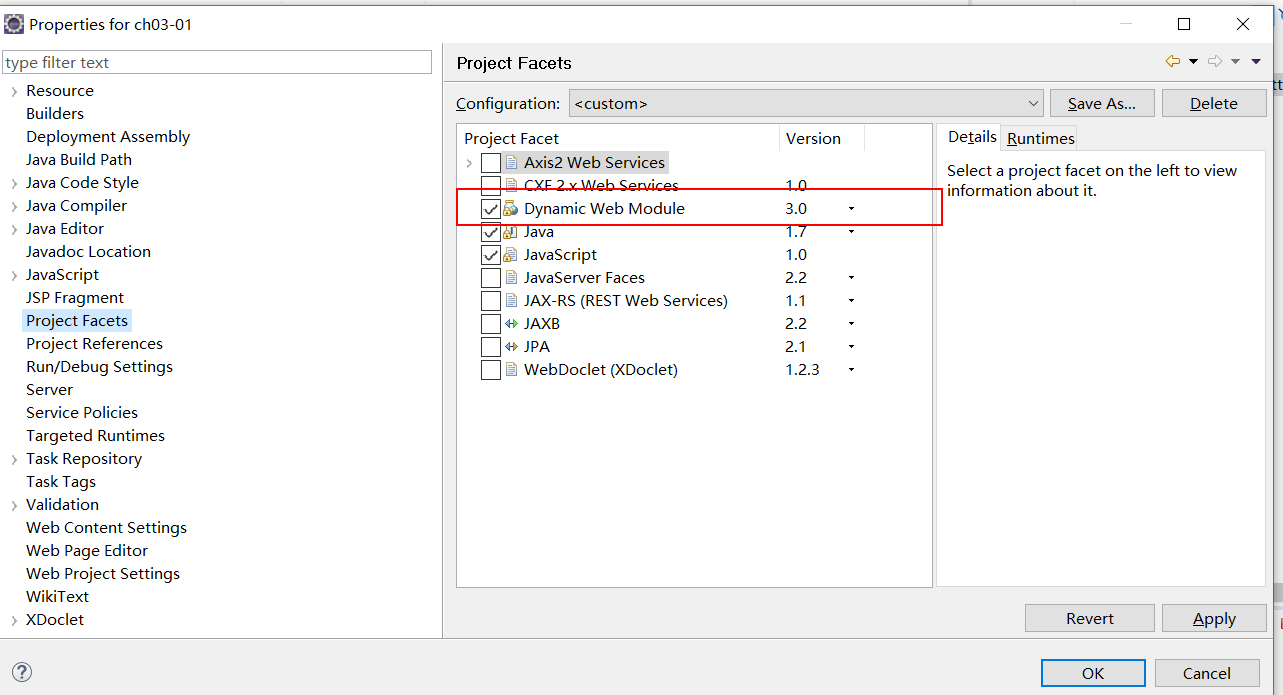 Properties for ch03-01
type filter text
Resource
Builders
Deployment Assembly
Java Build Path
Java Code Style
Java Compiler
Java Editor
Javadoc Location
JavaScript
JSP Fragment
Project Facets
Project References
Run/Debug Settings
Server
Service Policies
Targeted Runtimes
Task Repository
Task Tags
Validation
Web Content Settings
Web Page Editor
Web Project Settings
WikiText
XDoclet
Project Facets
Configuration: <custom> Save As... Delete
Project Facet Version
Axis2 Web Services
CXF 2.x Web Services 1.0
Dynamic Web Module 3.0
Java 1.7
JavaScript 1.0
JavaServer Faces 2.2
JAX-RS (REST Web Services) 1.1
JAXB 2.2
JPA 2.1
WebDoclet (XDoclet) 1.2.3
Details Runtimes
Select a project facet on the left to view
information about it.
Revert Apply
OK Cancel